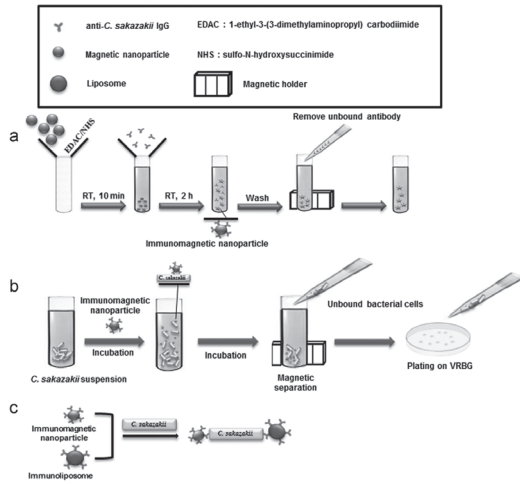 anti-C. sakazakii IgG
EDAC : 1-ethyl-3-(3-dimethylaminopropyl) carbodiimide
Magnetic nanoparticle
NHS : sulfo-N-hydroxysuccinimide
Liposome
Magnetic holder
a
EDAC/NHS
Remove unbound antibody
RT, 10 min
RT, 2 h
Wash
Immunomagnetic nanoparticle
b
C. sakazakii
Immunomagnetic
nanoparticle
Unbound bacterial cells
Incubation
Incubation
C. sakazakii suspension
Magnetic
separation
Plating on VRBG
c
Immunomagnetic
nanoparticle
C. sakazakii
C. sakazakii
Immunoliposome